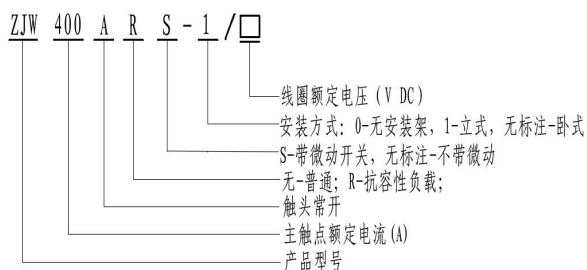 ZJW 400 A R S-1/□
线圈额定电压(V DC)
安装方式：0-无安装架，1-立式，无标注-卧式
S-带微动开关，无标注-不带微动
无-普通；R-抗容性负载；
触头常开
主触点额定电流(A)
产品型号